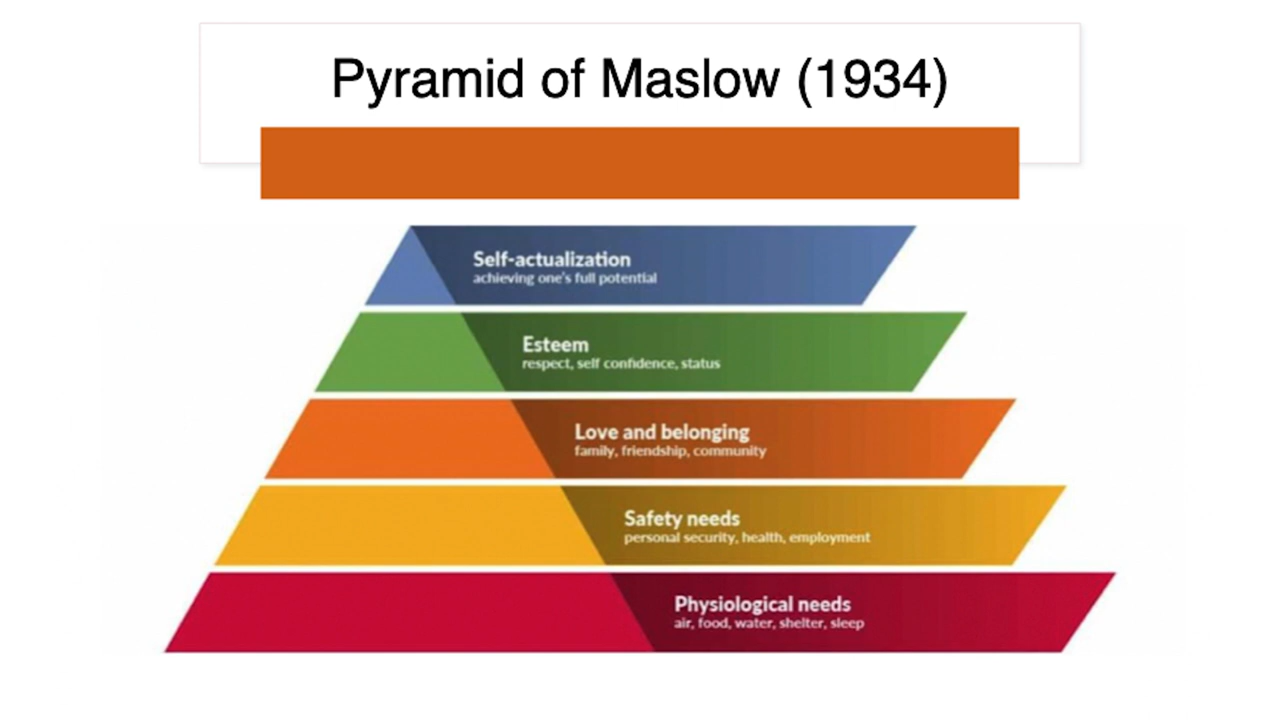 Pyramid of Maslow (1934)
Self-actualization
achieving one's full potential
Esteem
respect, self confidence, status
Love and belonging
family, friendship, community
Safety needs
personal security, health, employment
Physiological needs
air, food, water, shelter, sleep